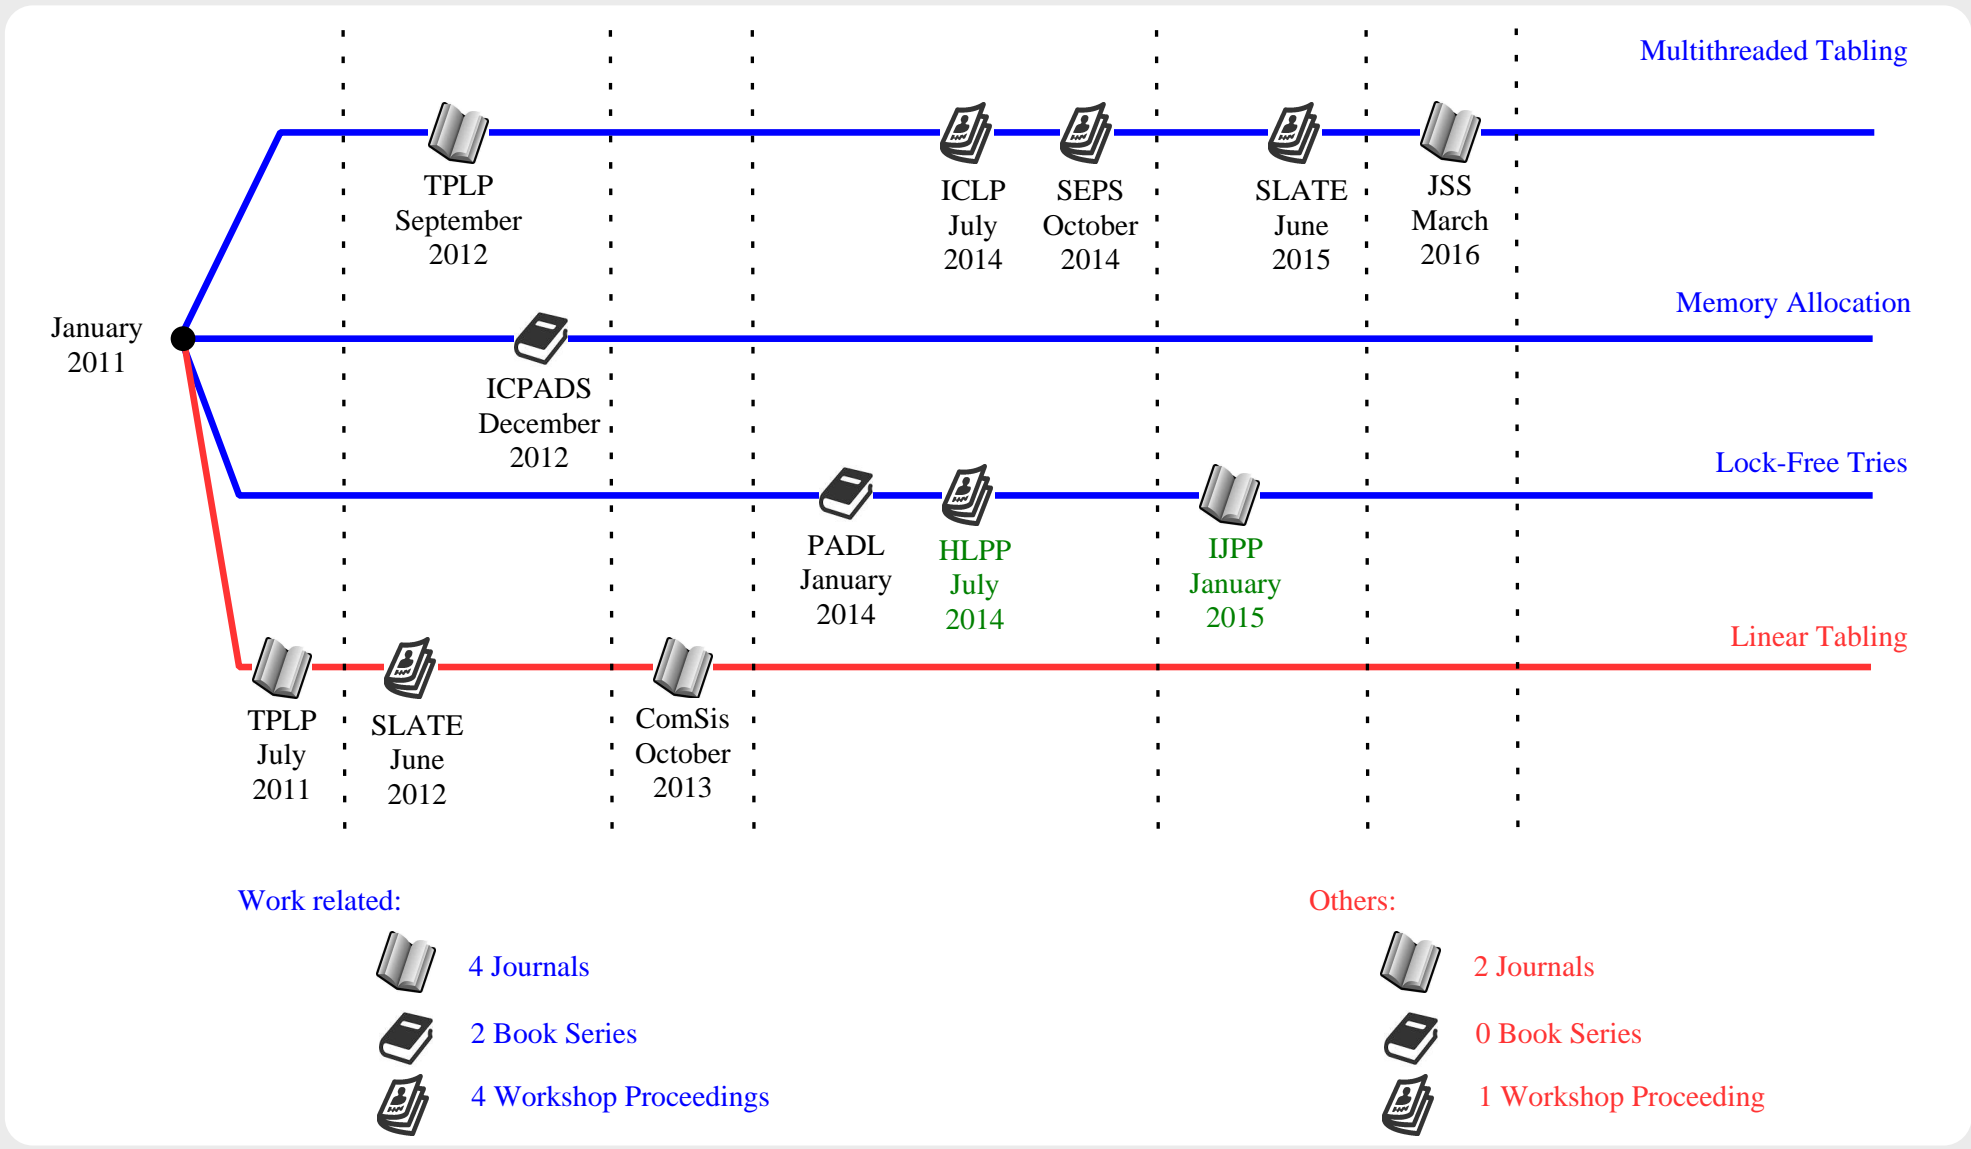 Multithreaded Tabling
TPLP
September
2012
ICLP
July
2014
SEPS
October
2014
SLATE
June
2015
JSS
March
2016
January
2011
Memory Allocation
ICPADS
December
2012
Lock-Free Tries
PADL
January
2014
HLPP
July
2014
IJPP
January
2015
Linear Tabling
TPLP
July
2011
SLATE
June
2012
ComSis
October
2013
Work related:
4 Journals
2 Book Series
4 Workshop Proceedings
Others:
2 Journals
0 Book Series
1 Workshop Proceeding